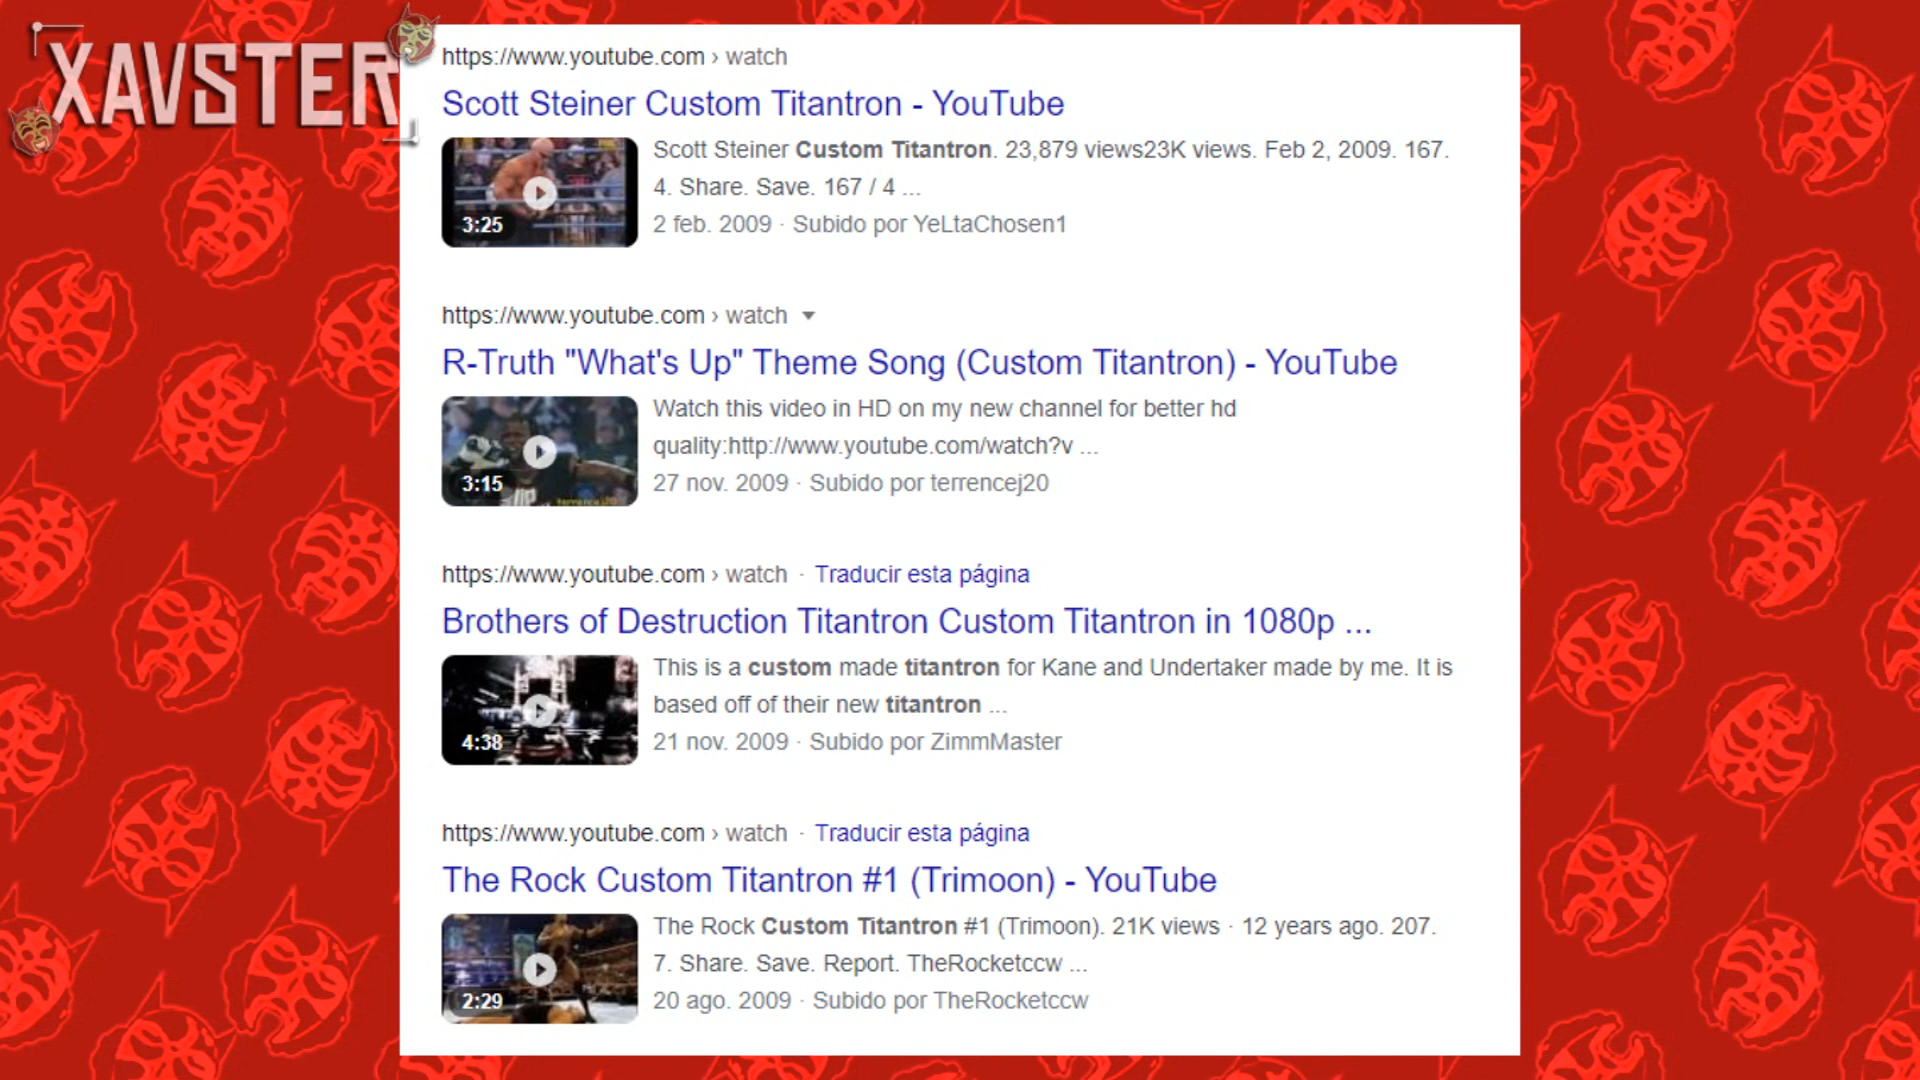 XAVSTER
https://www.youtube.com › watch
Scott Steiner Custom Titantron - YouTube
Scott Steiner Custom Titantron. 23,879 views23K views. Feb 2, 2009. 167.
4. Share. Save. 167 / 4 ...
3:25
2 feb. 2009 · Subido por YeLtaChosen1
https://www.youtube.com › watch
R-Truth "What's Up" Theme Song (Custom Titantron) - YouTube
Watch this video in HD on my new channel for better hd
quality:http://www.youtube.com/watch?v ...
3:15
27 nov. 2009 · Subido por terrencej20
https://www.youtube.com › watch · Traducir esta página
Brothers of Destruction Titantron Custom Titantron in 1080p ...
This is a custom made titantron for Kane and Undertaker made by me. It is
based off of their new titantron ...
4:38
21 nov. 2009 · Subido por ZimmMaster
https://www.youtube.com › watch · Traducir esta página
The Rock Custom Titantron #1 (Trimoon) - YouTube
The Rock Custom Titantron #1 (Trimoon). 21K views · 12 years ago. 207.
7. Share. Save. Report. TheRocketccw ...
2:29
20 ago. 2009 · Subido por TheRocketccw